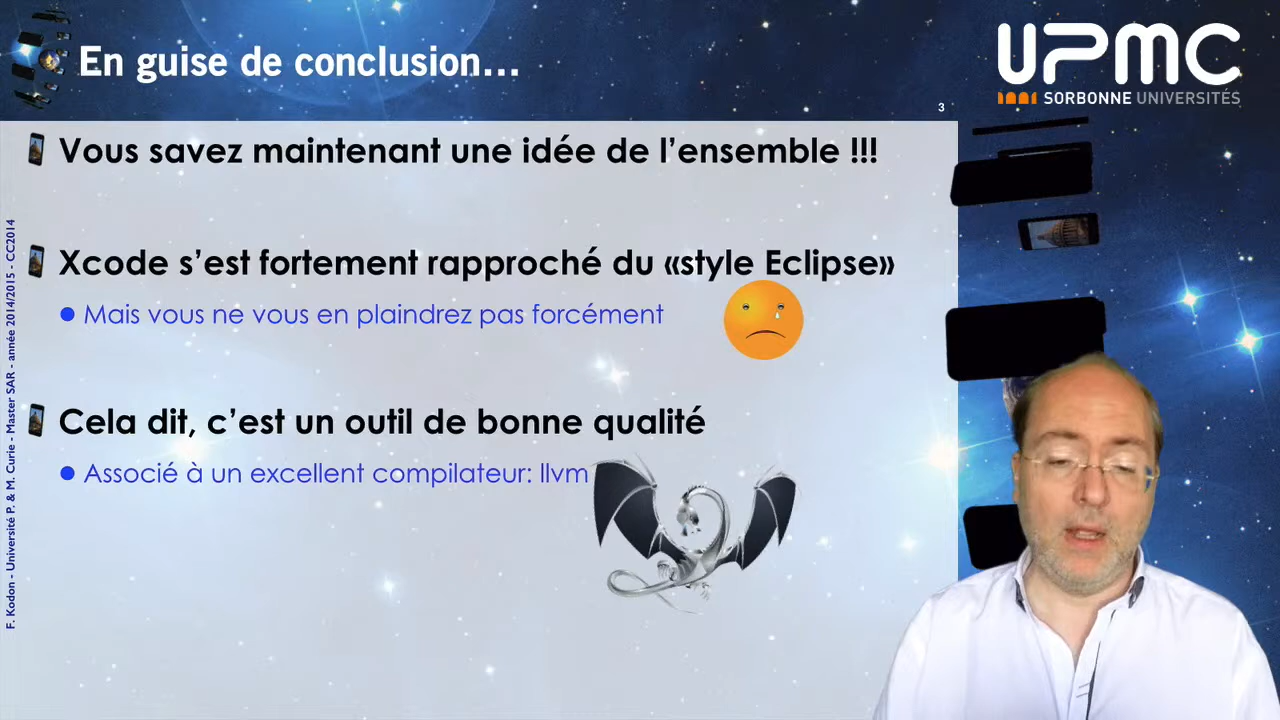 En guise de conclusion...
UPMC
SORBONNE UNIVERSITÉS
3
Vous savez maintenant une idée de l'ensemble !!!
Xcode s'est fortement rapproché du «style Eclipse»
Mais vous ne vous en plaindrez pas forcément
Cela dit, c'est un outil de bonne qualité
Associé à un excellent compilateur: llvm
F. Kodon - Université P. & M. Curie - Master SAR - année 2014/2015 - CC2014